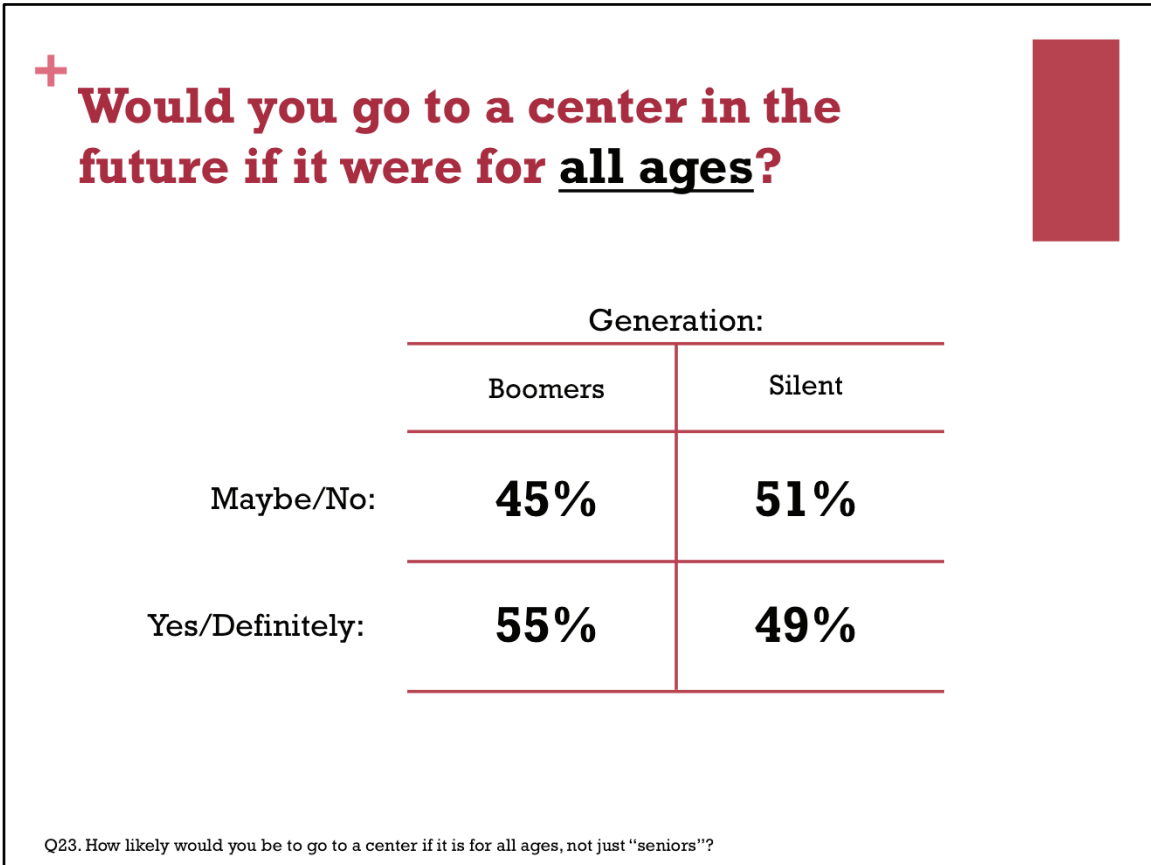 +
Would you go to a center in the
future if it were for all ages?
Generation:
Boomers Silent
Maybe/No: 45% 51%
Yes/Definitely: 55% 49%
Q23. How likely would you be to go to a center if it is for all ages, not just “seniors”?